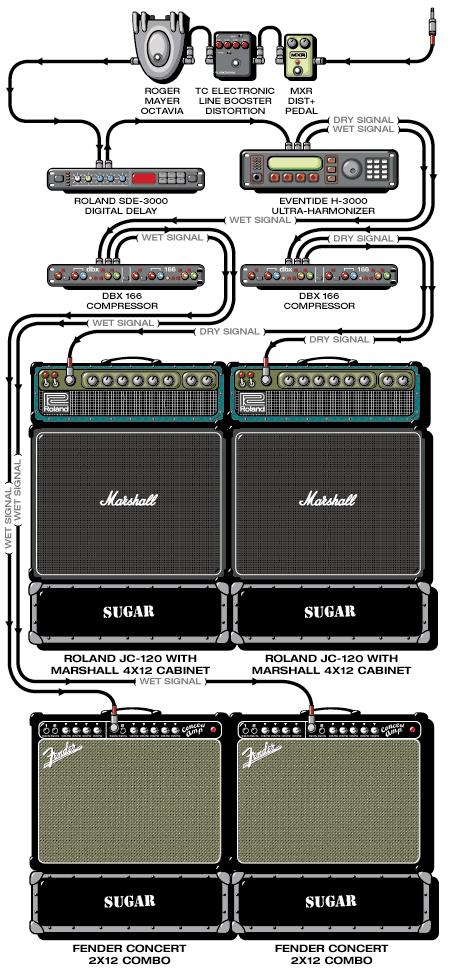 ROGER
MAYER
OCTAVIA
TC ELECTRONIC
LINE BOOSTER
DISTORTION
MXR
MXR
DIST+
PEDAL
DRY SIGNAL
WET SIGNAL
ROLAND SDE-3000
DIGITAL DELAY
EVENTIDE H-3000
ULTRA-HARMONIZER
WET SIGNAL
WET SIGNAL
DRY SIGNAL
dbx 166
dbx 166
DBX 166
COMPRESSOR
DBX 166
COMPRESSOR
WET SIGNAL
DRY SIGNAL
DRY SIGNAL
Roland
Roland
WET SIGNAL
WET SIGNAL
Marshall
Marshall
SUGAR
SUGAR
ROLAND JC-120 WITH
MARSHALL 4X12 CABINET
ROLAND JC-120 WITH
MARSHALL 4X12 CABINET
WET SIGNAL
Concert
Amp
Concert
Amp
Fender
Fender
SUGAR
SUGAR
FENDER CONCERT
2X12 COMBO
FENDER CONCERT
2X12 COMBO